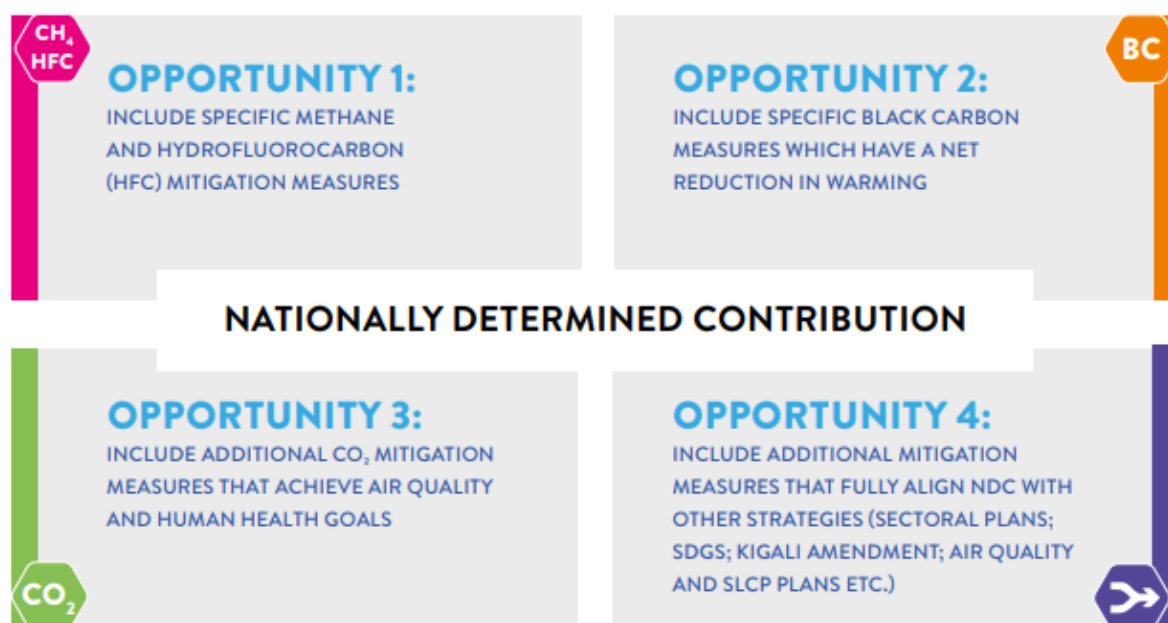 CH₄
HFC
OPPORTUNITY 1:
INCLUDE SPECIFIC METHANE
AND HYDROFLUOROCARBON
(HFC) MITIGATION MEASURES
BC
OPPORTUNITY 2:
INCLUDE SPECIFIC BLACK CARBON
MEASURES WHICH HAVE A NET
REDUCTION IN WARMING
NATIONALLY DETERMINED CONTRIBUTION
OPPORTUNITY 3:
INCLUDE ADDITIONAL CO₂ MITIGATION
MEASURES THAT ACHIEVE AIR QUALITY
AND HUMAN HEALTH GOALS
CO₂
OPPORTUNITY 4:
INCLUDE ADDITIONAL MITIGATION
MEASURES THAT FULLY ALIGN NDC WITH
OTHER STRATEGIES (SECTORAL PLANS;
SDGS; KIGALI AMENDMENT; AIR QUALITY
AND SLCP PLANS ETC.)